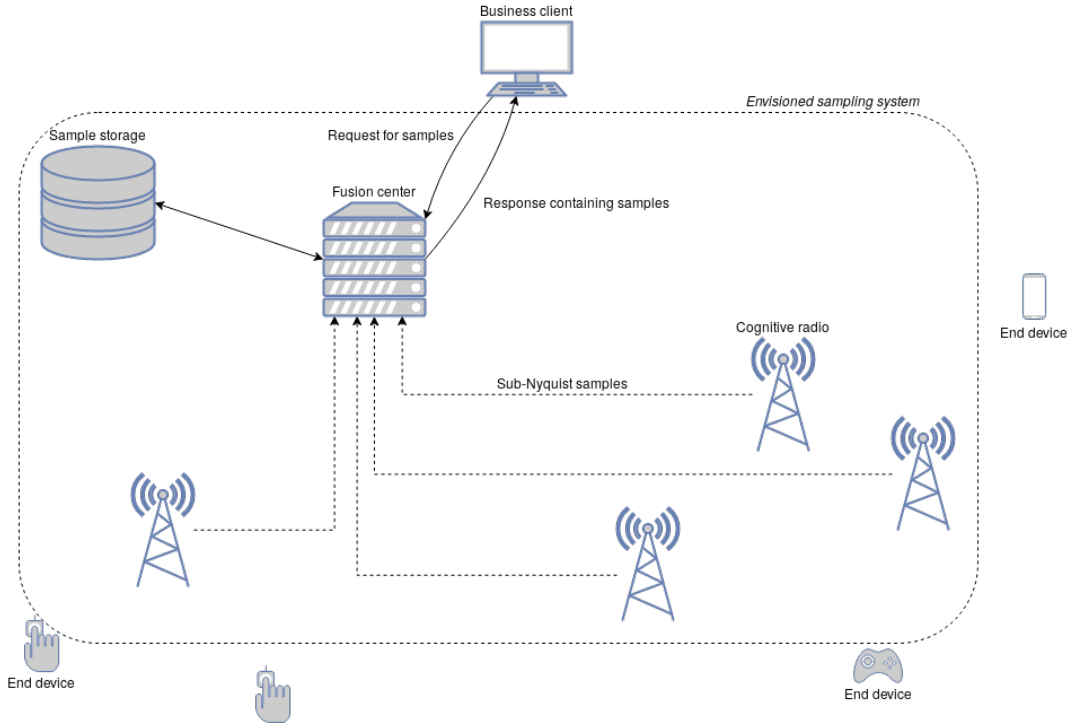 Business client
Envisioned sampling system
Sample storage
Request for samples
Fusion center
Response containing samples
End device
Cognitive radio
Sub-Nyquist samples
End device
End device